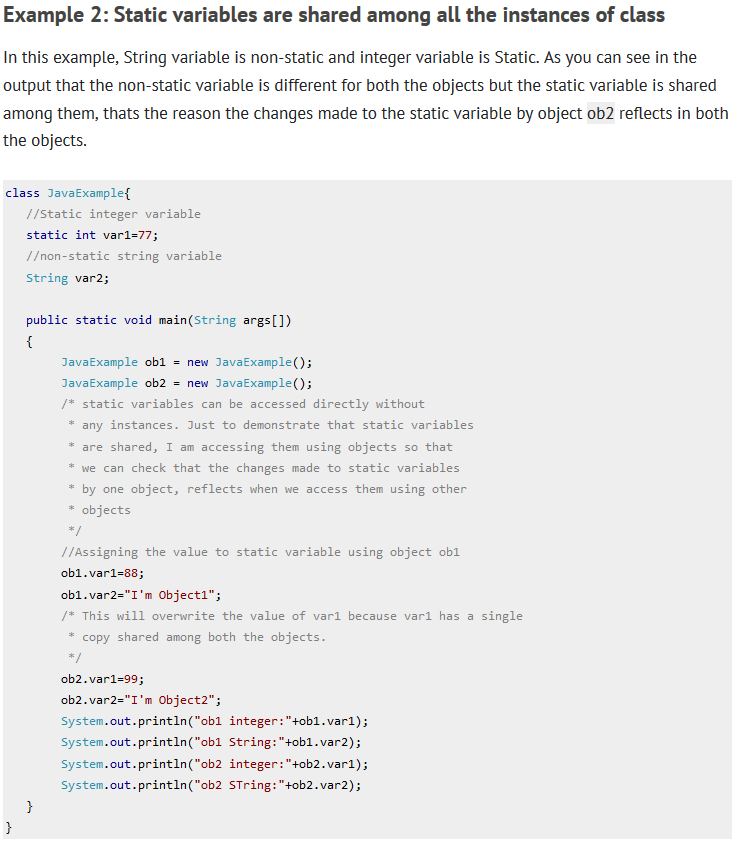 Example 2: Static variables are shared among all the instances of class
In this example, String variable is non-static and integer variable is Static. As you can see in the
output that the non-static variable is different for both the objects but the static variable is shared
among them, thats the reason the changes made to the static variable by object ob2 reflects in both
the objects.
class JavaExample{
   //Static integer variable
   static int var1=77;
   //non-static string variable
   String var2;

   public static void main(String args[])
   {
        JavaExample ob1 = new JavaExample();
        JavaExample ob2 = new JavaExample();
        /* static variables can be accessed directly without
         * any instances. Just to demonstrate that static variables
         * are shared, I am accessing them using objects so that
         * we can check that the changes made to static variables
         * by one object, reflects when we access them using other
         * objects
         */
        //Assigning the value to static variable using object ob1
        ob1.var1=88;
        ob1.var2="I'm Object1";
        /* This will overwrite the value of var1 because var1 has a single
         * copy shared among both the objects.
         */
        ob2.var1=99;
        ob2.var2="I'm Object2";
        System.out.println("ob1 integer:"+ob1.var1);
        System.out.println("ob1 String:"+ob1.var2);
        System.out.println("ob2 integer:"+ob2.var1);
        System.out.println("ob2 STring:"+ob2.var2);
   }
}